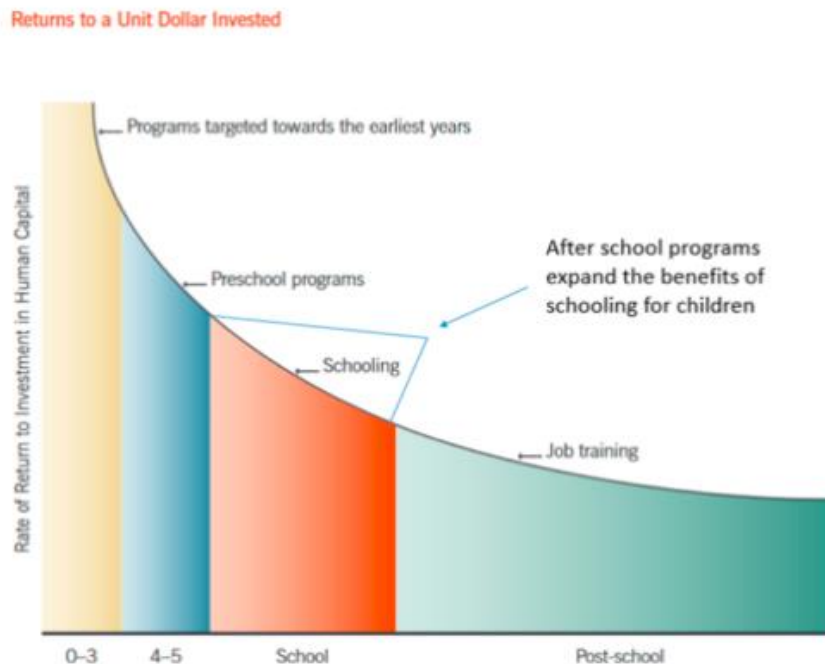 Returns to a Unit Dollar Invested
Programs targeted towards the earliest years
Preschool programs
After school programs
expand the benefits of
schooling for children
Schooling
Job training
Rate of Return to Investment in Human Capital
0–3
4–5
School
Post-school